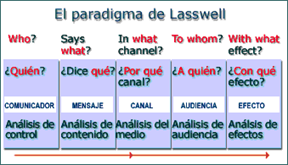 El paradigma de Lasswell
Who? Says what? In what channel? To whom? With what effect?
¿Quién? ¿Dice qué? ¿Por qué canal? ¿A quién? ¿Con qué efecto?
COMUNICADOR MENSAJE CANAL AUDIENCIA EFECTO
Análisis de control Análisis de contenido Análisis del medio Análisis de audiencia Análsis de efectos